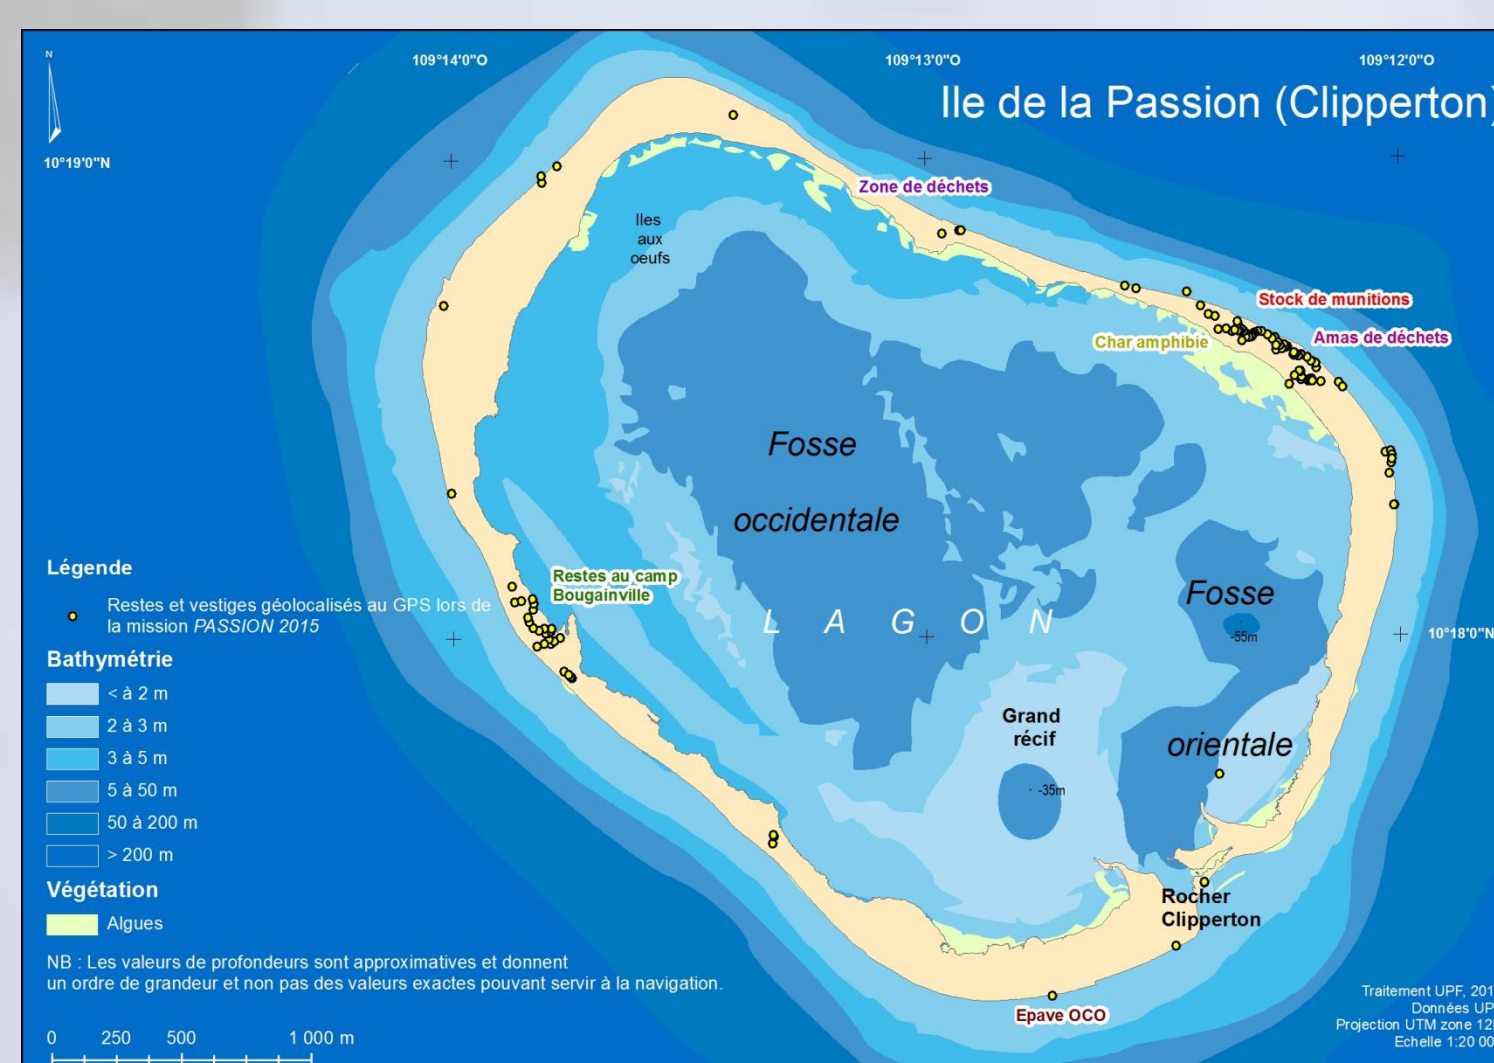 N
109°14'0"O
109°13'0"O
109°12'0"O
Ile de la Passion (Clipperton)
10°19'0"N
Zone de déchets
Iles
aux
oeufs
Stock de munitions
Char amphibie
Amas de déchets
Fosse
occidentale
Restes au camp
Bougainville
Fosse
-55m
LAGON
10°18'0"N
Grand
récif
orientale
-35m
Rocher
Clipperton
Epave OCO
Légende
Restes et vestiges géolocalisés au GPS lors de
la mission PASSION 2015
Bathymétrie
< à 2 m
2 à 3 m
3 à 5 m
5 à 50 m
50 à 200 m
> 200 m
Végétation
Algues
NB : Les valeurs de profondeurs sont approximatives et donnent
un ordre de grandeur et non pas des valeurs exactes pouvant servir à la navigation.
0 250 500 1 000 m
Traitement UPF,
Données
Projection UTM zone
Echelle